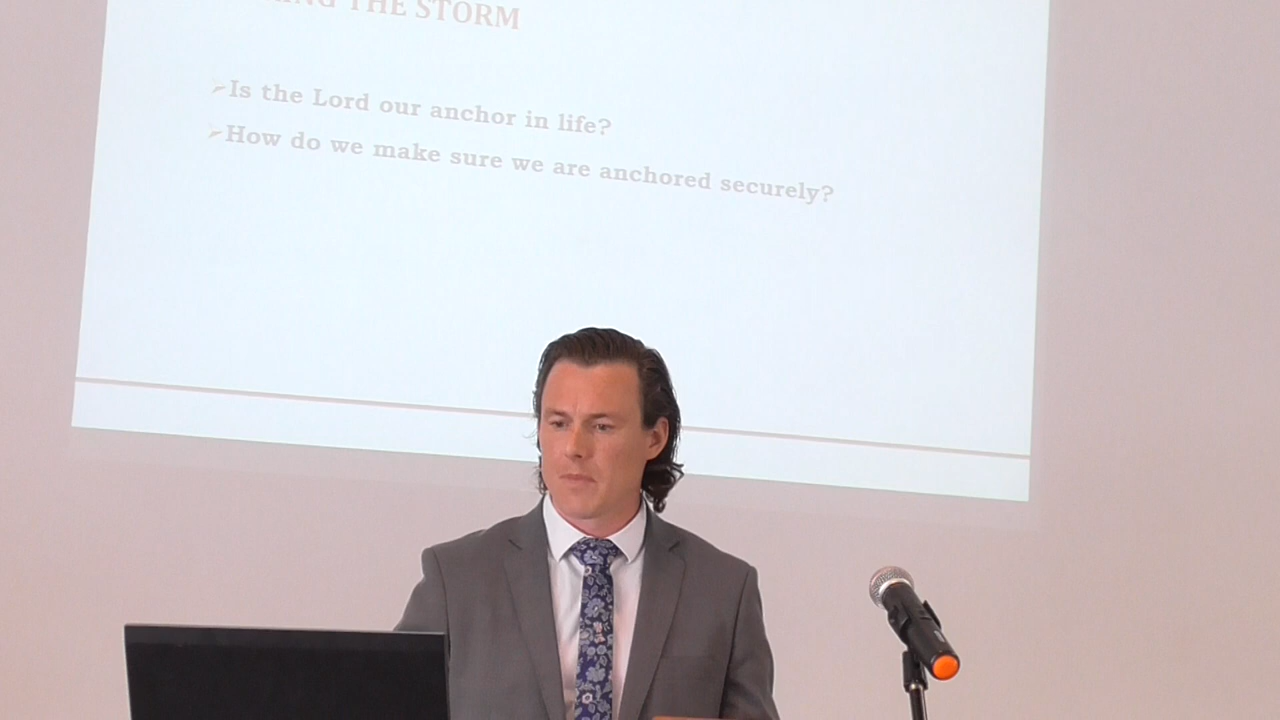 THE STORM
➢Is the Lord our anchor in life?
➢How do we make sure we are anchored securely?